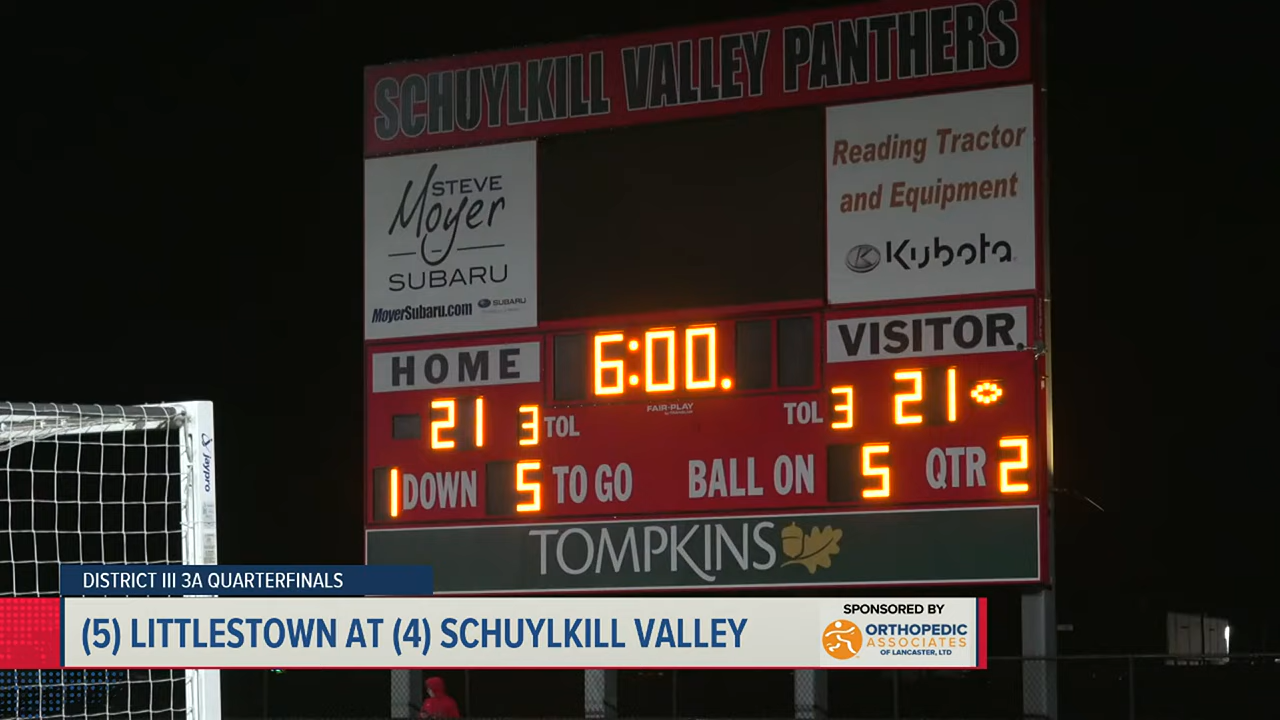 SCHUYLKILL VALLEY PANTHERS
STEVE
Moyer
SUBARU
MoyerSubaru.com
SUBARU
Reading Tractor
and Equipment
Kubota
HOME
6:00.
VISITOR
21 3 TOL
FAIR-PLAY
TOL 3 21
1 DOWN 5 TO GO BALL ON 5 QTR 2
TOMPKINS
Jaypro
DISTRICT III 3A QUARTERFINALS
(5) LITTLESTOWN AT (4) SCHUYLKILL VALLEY
SPONSORED BY
ORTHOPEDIC
ASSOCIATES
OF LANCASTER, LTD